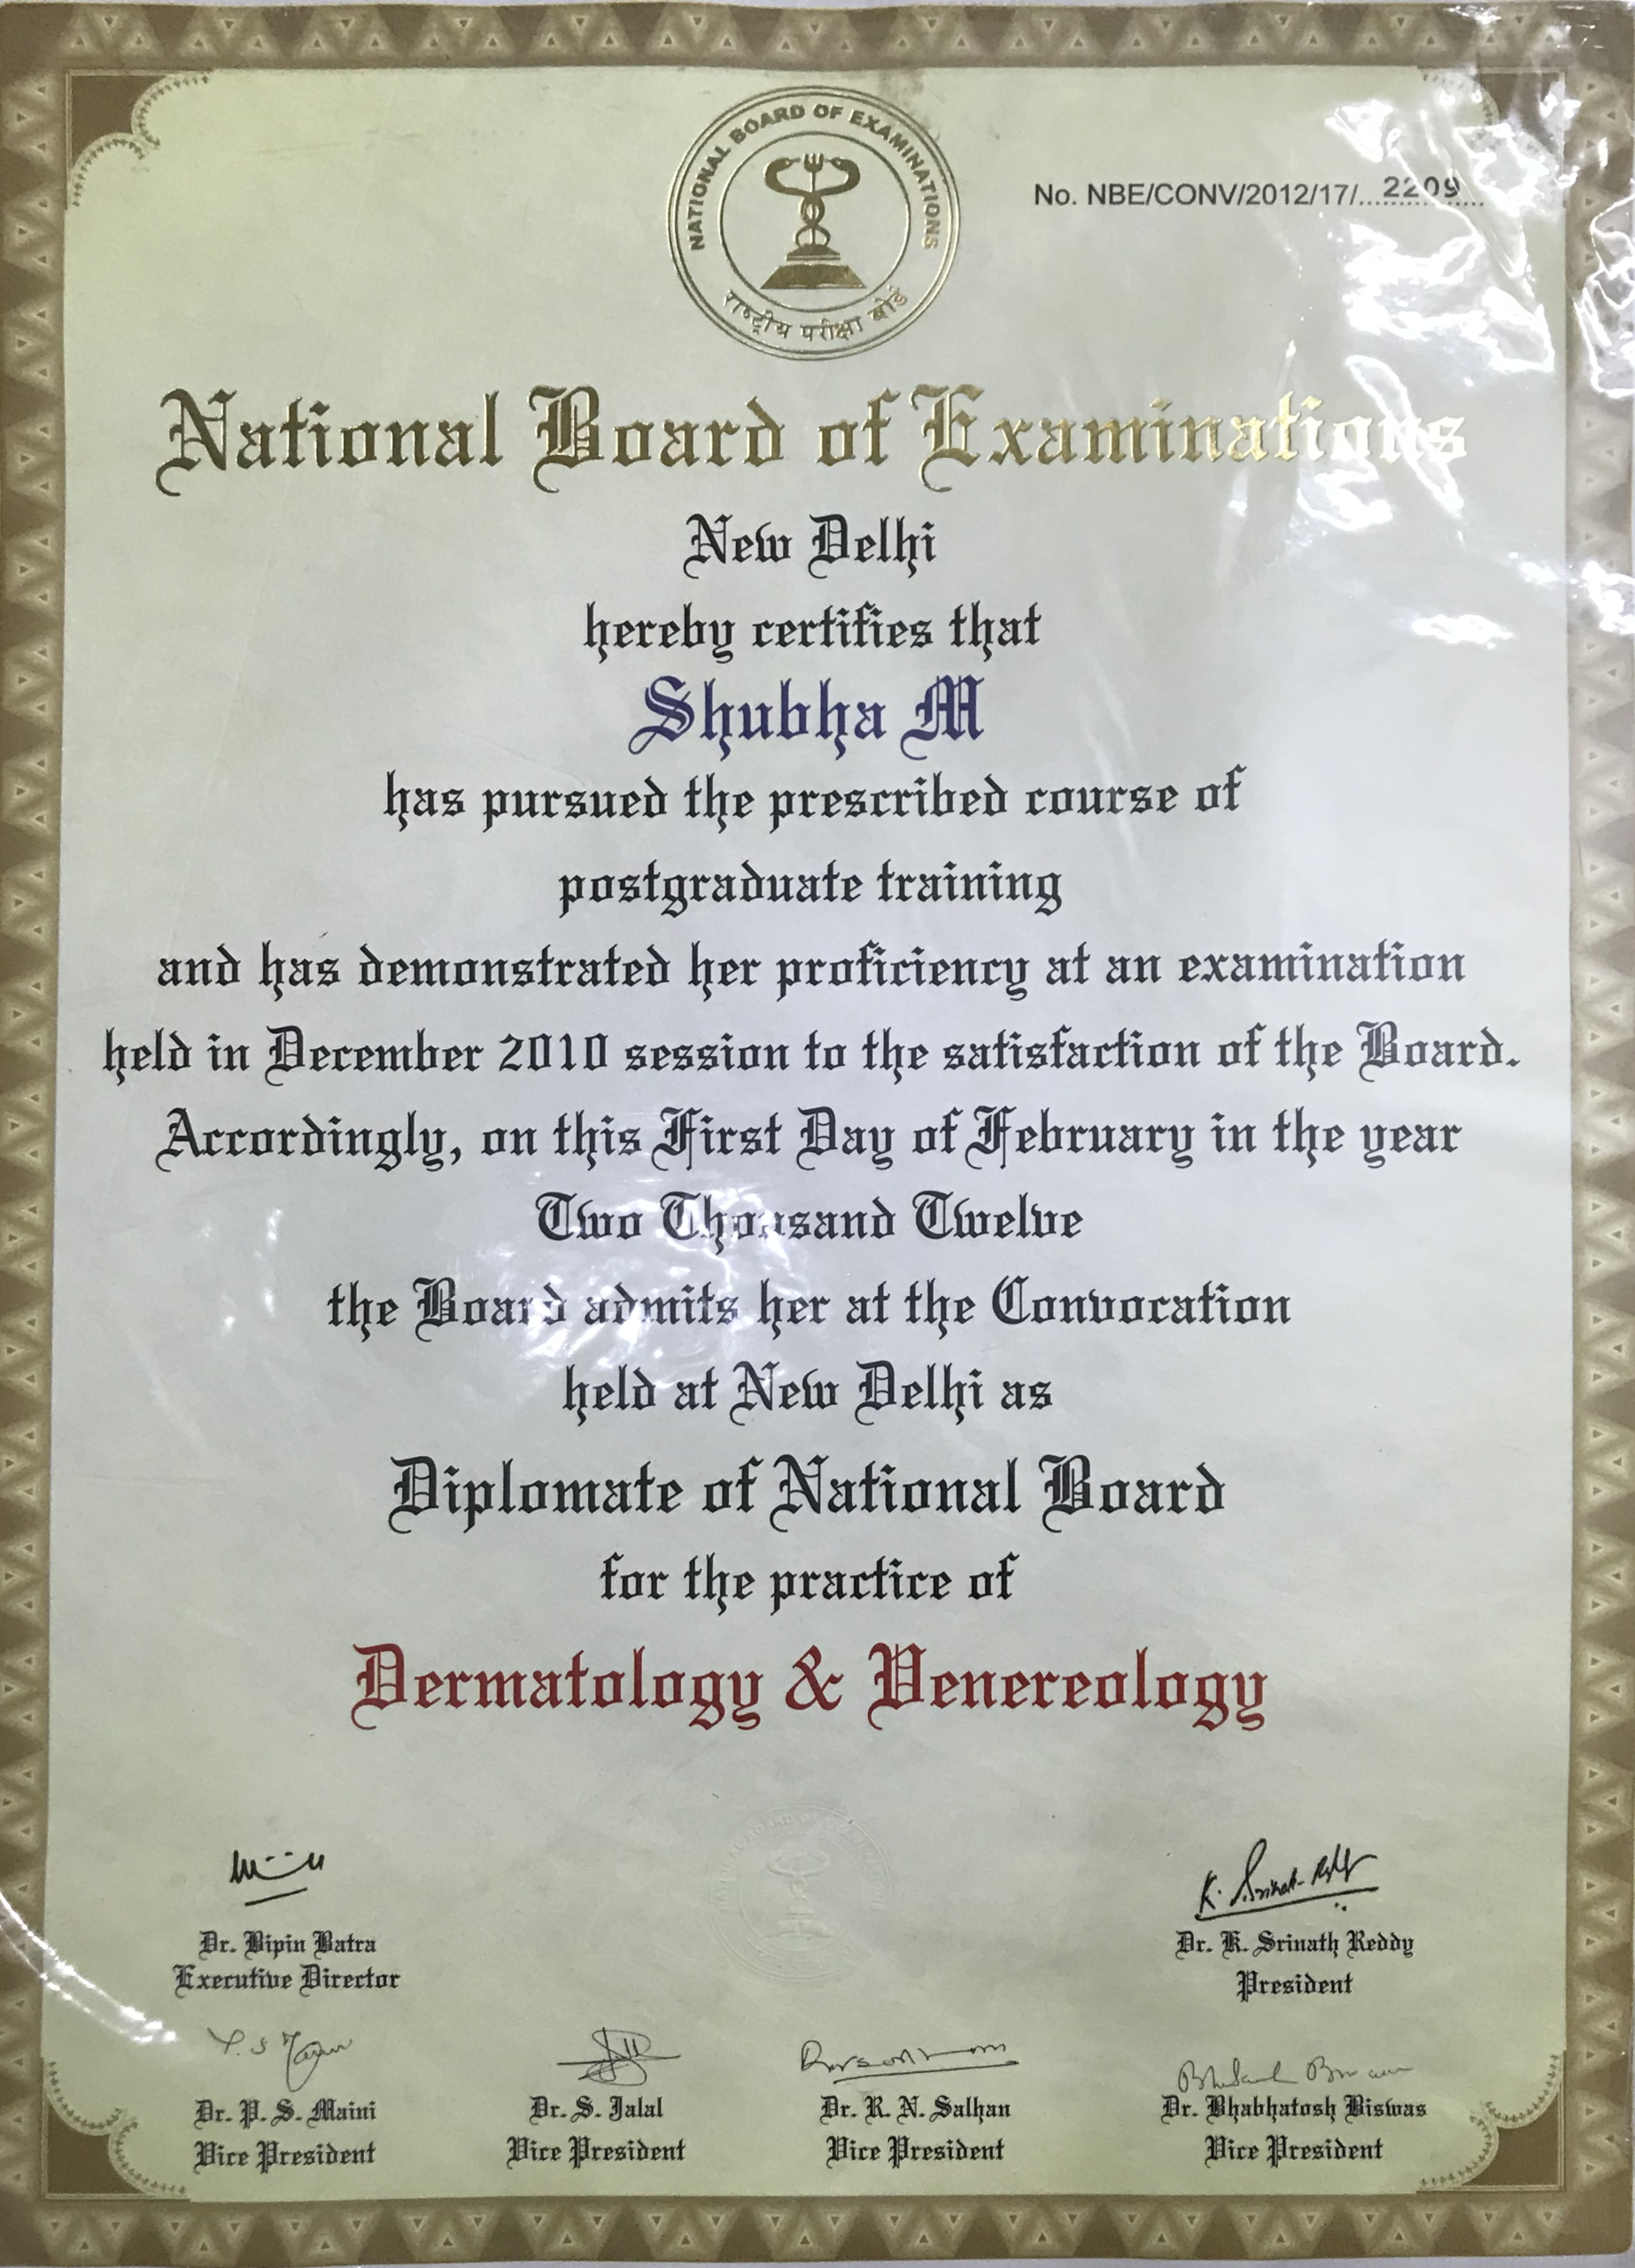 NATIONAL BOARD OF EXAMINATIONS
राष्ट्रीय परीक्षा बोर्ड
No. NBE/CONV/2012/17/....2209....
National Board of Examinations
New Delhi
hereby certifies that
Shubha M
has pursued the prescribed course of
postgraduate training
and has demonstrated her proficiency at an examination
held in December 2010 session to the satisfaction of the Board.
Accordingly, on this First Day of February in the year
Two Thousand Twelve
the Board admits her at the Convocation
held at New Delhi as
Diplomate of National Board
for the practice of
Dermatology & Venereology
K. Srinath Reddy
Dr. Bipin Batra
Executive Director
Dr. K. Srinath Reddy
President
Dr. P. S. Maini
Vice President
Dr. S. Jalal
Vice President
Dr. R. N. Salhan
Vice President
Dr. Bhabhatosh Biswas
Vice President